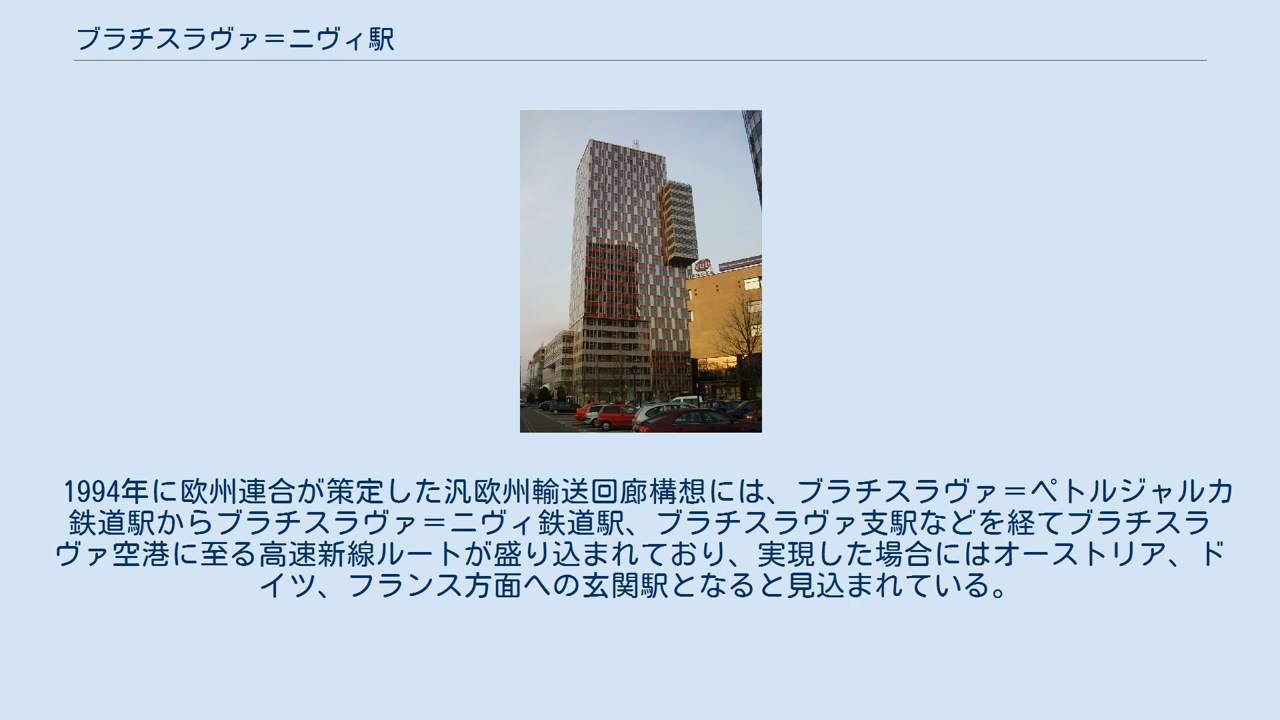 ブラチスラヴァ＝ニヴィ駅
1994年に欧州連合が策定した汎欧州輸送回廊構想には、ブラチスラヴァ＝ペトルジャルカ
鉄道駅からブラチスラヴァ＝ニヴィ鉄道駅、ブラチスラヴァ支駅などを経てブラチスラ
ヴァ空港に至る高速新線ルートが盛り込まれており、実現した場合にはオーストリア、ド
イツ、フランス方面への玄関駅となると見込まれている。